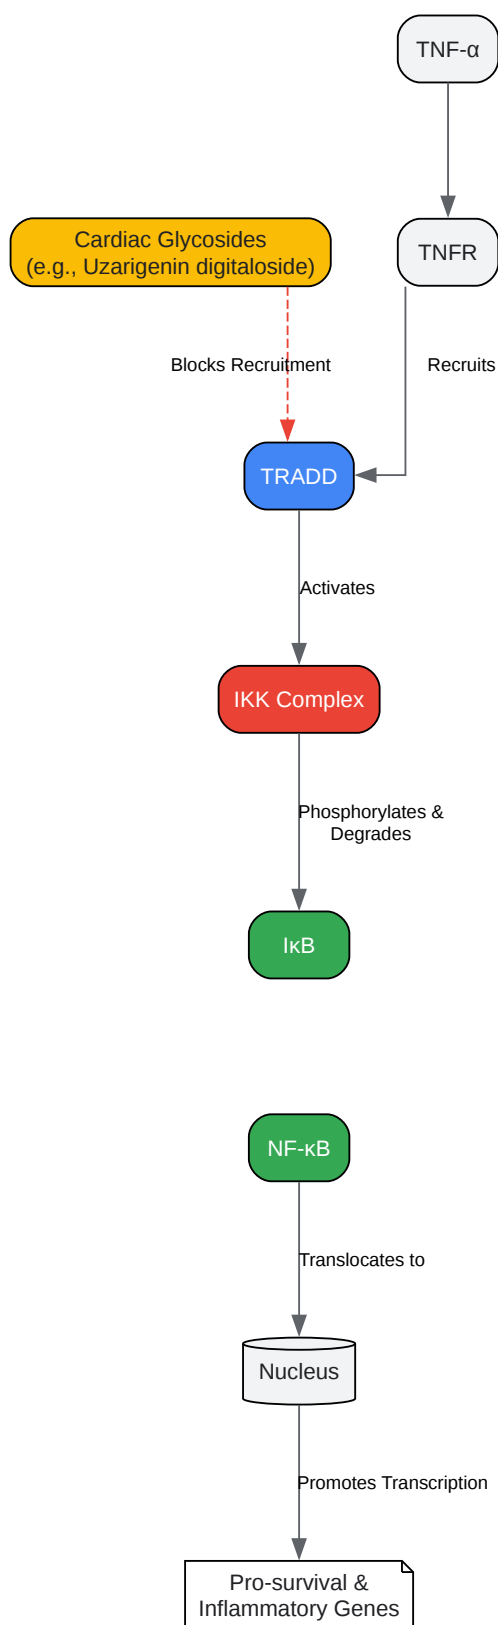 TNF-α
Cardiac Glycosides
(e.g., Uzarigenin digitaloside)
TNFR
Blocks Recruitment
Recruits
TRADD
Activates
IKK Complex
Phosphorylates &
Degrades
IκB
NF-κB
Translocates to
Nucleus
Promotes Transcription
Pro-survival &
Inflammatory Genes